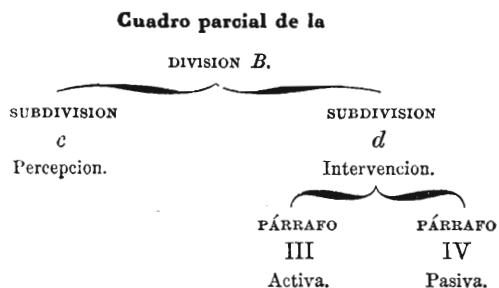 Cuadro parcial de la
DIVISION B.
SUBDIVISION SUBDIVISION
c d
Percepcion. Intervencion.
PÁRRAFO PÁRRAFO
III IV
Activa. Pasiva.